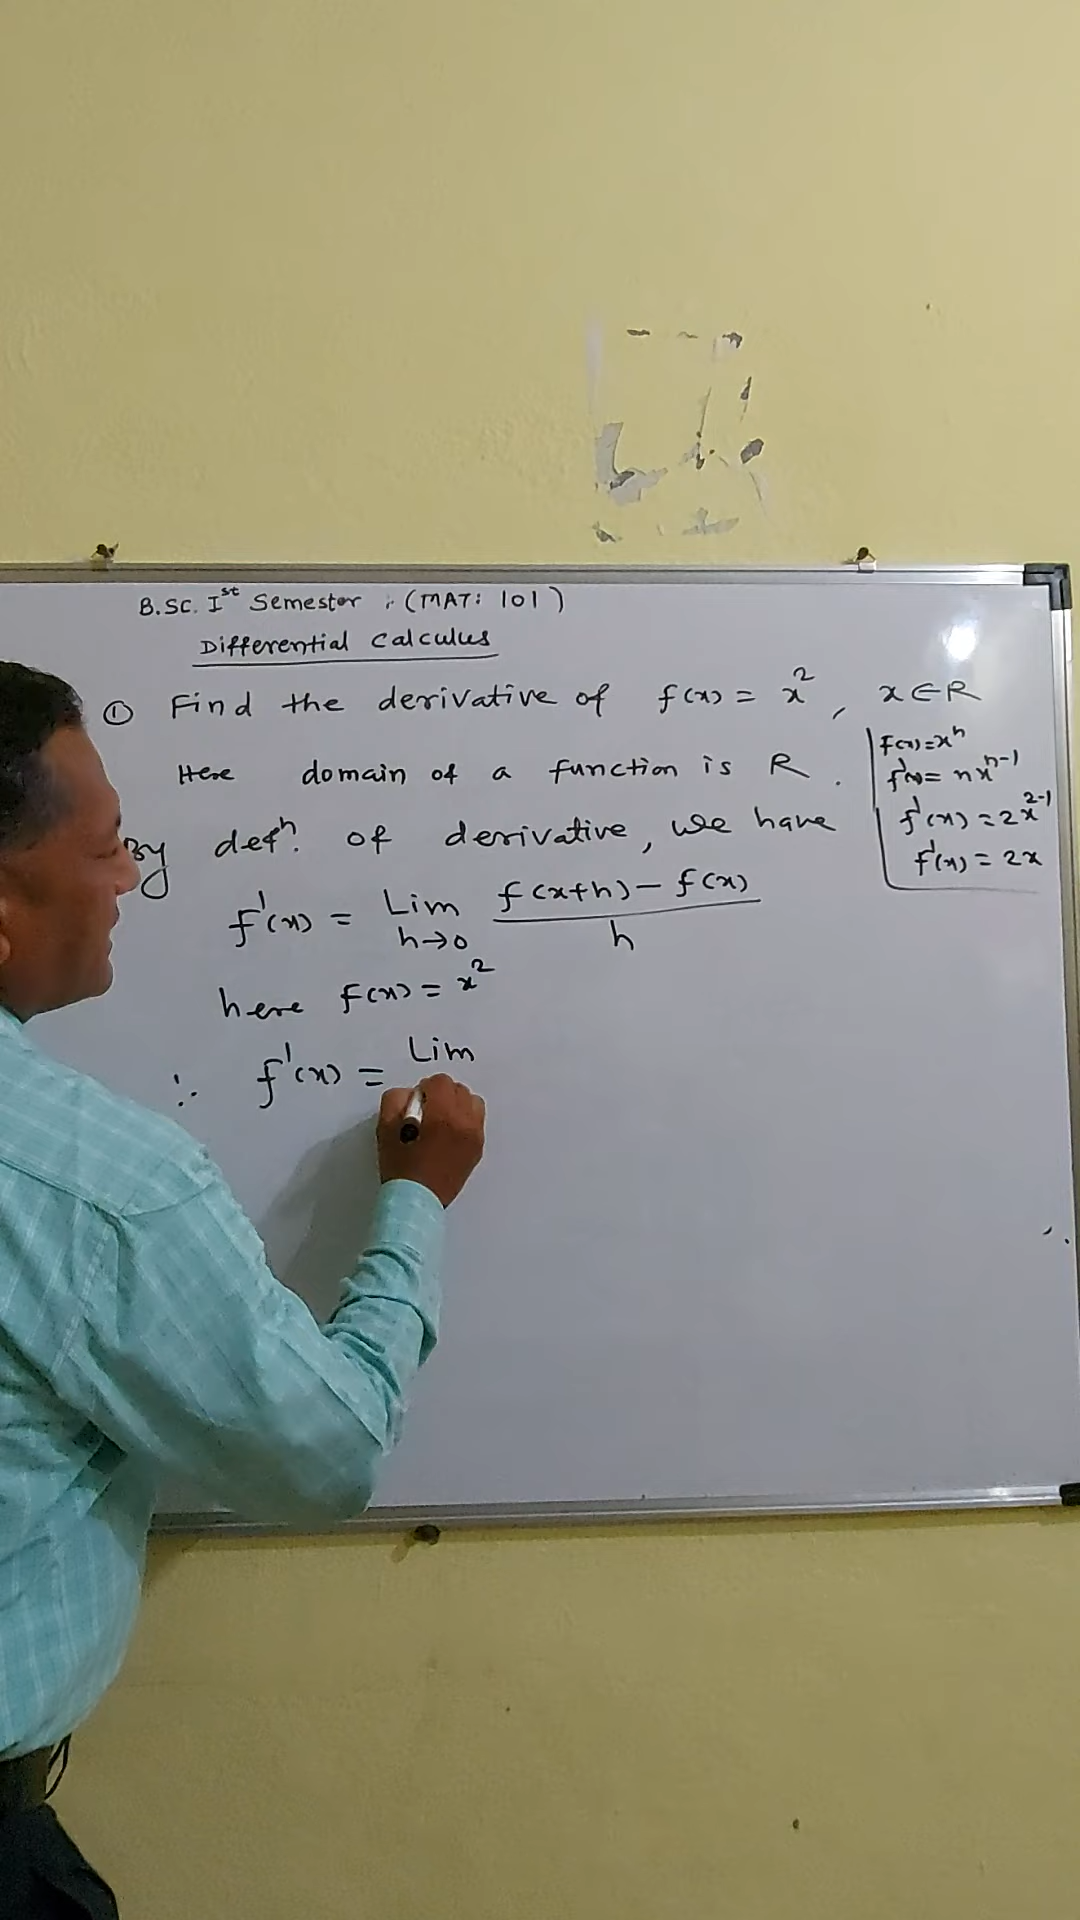 B.Sc. Ist Semester : (MAT: 101)
Differential Calculus
① Find the derivative of f(x) = x², x ∈ R
Here domain of a function is R.
By defⁿ. of derivative, we have
f'(x) = Lim h→0 f(x+h) - f(x) / h
here f(x) = x²
∴ f'(x) = Lim
f(x) = xⁿ
f'(x) = nxⁿ⁻¹
f'(x) = 2x²⁻¹
f'(x) = 2x